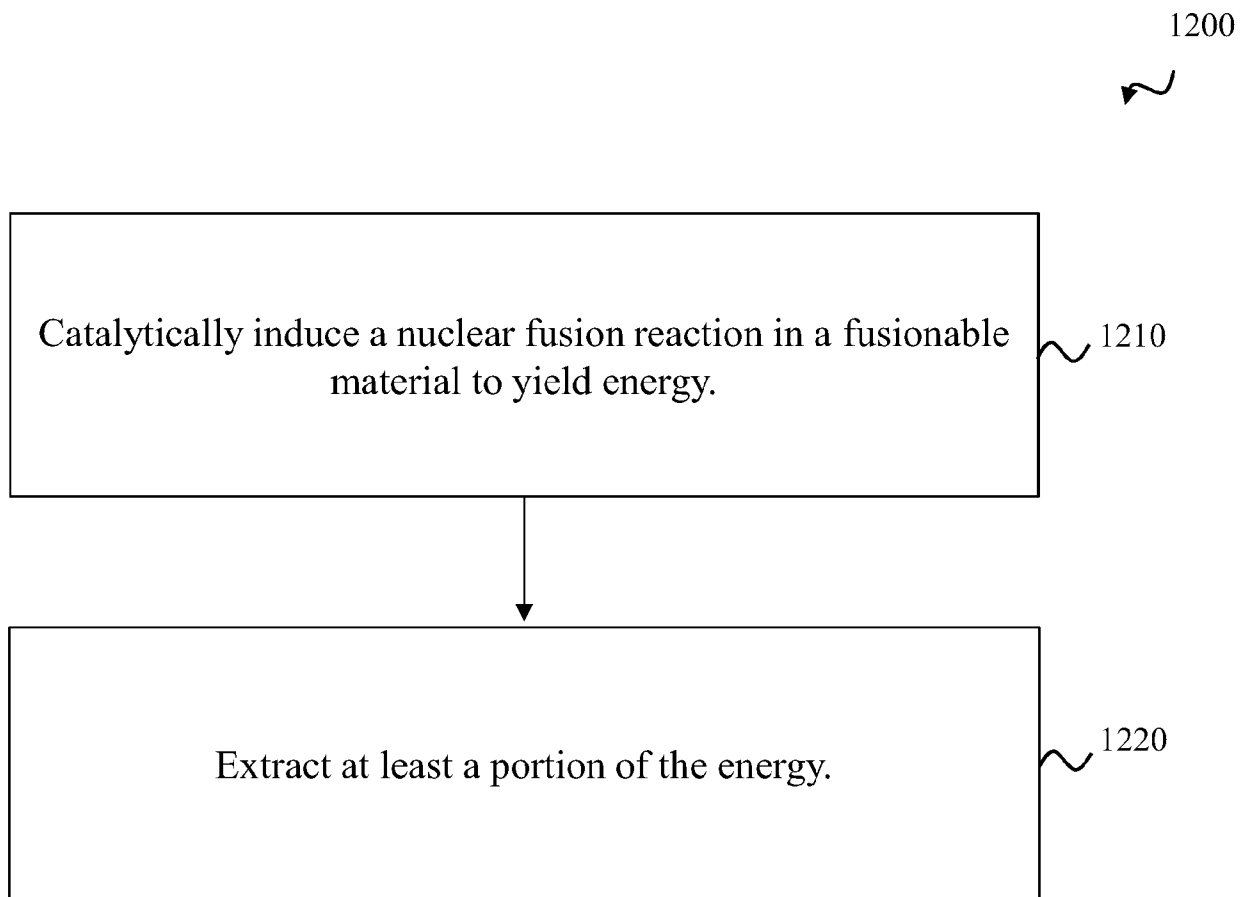 1200
Catalytically induce a nuclear fusion reaction in a fusionable
material to yield energy.
1210
Extract at least a portion of the energy.
1220